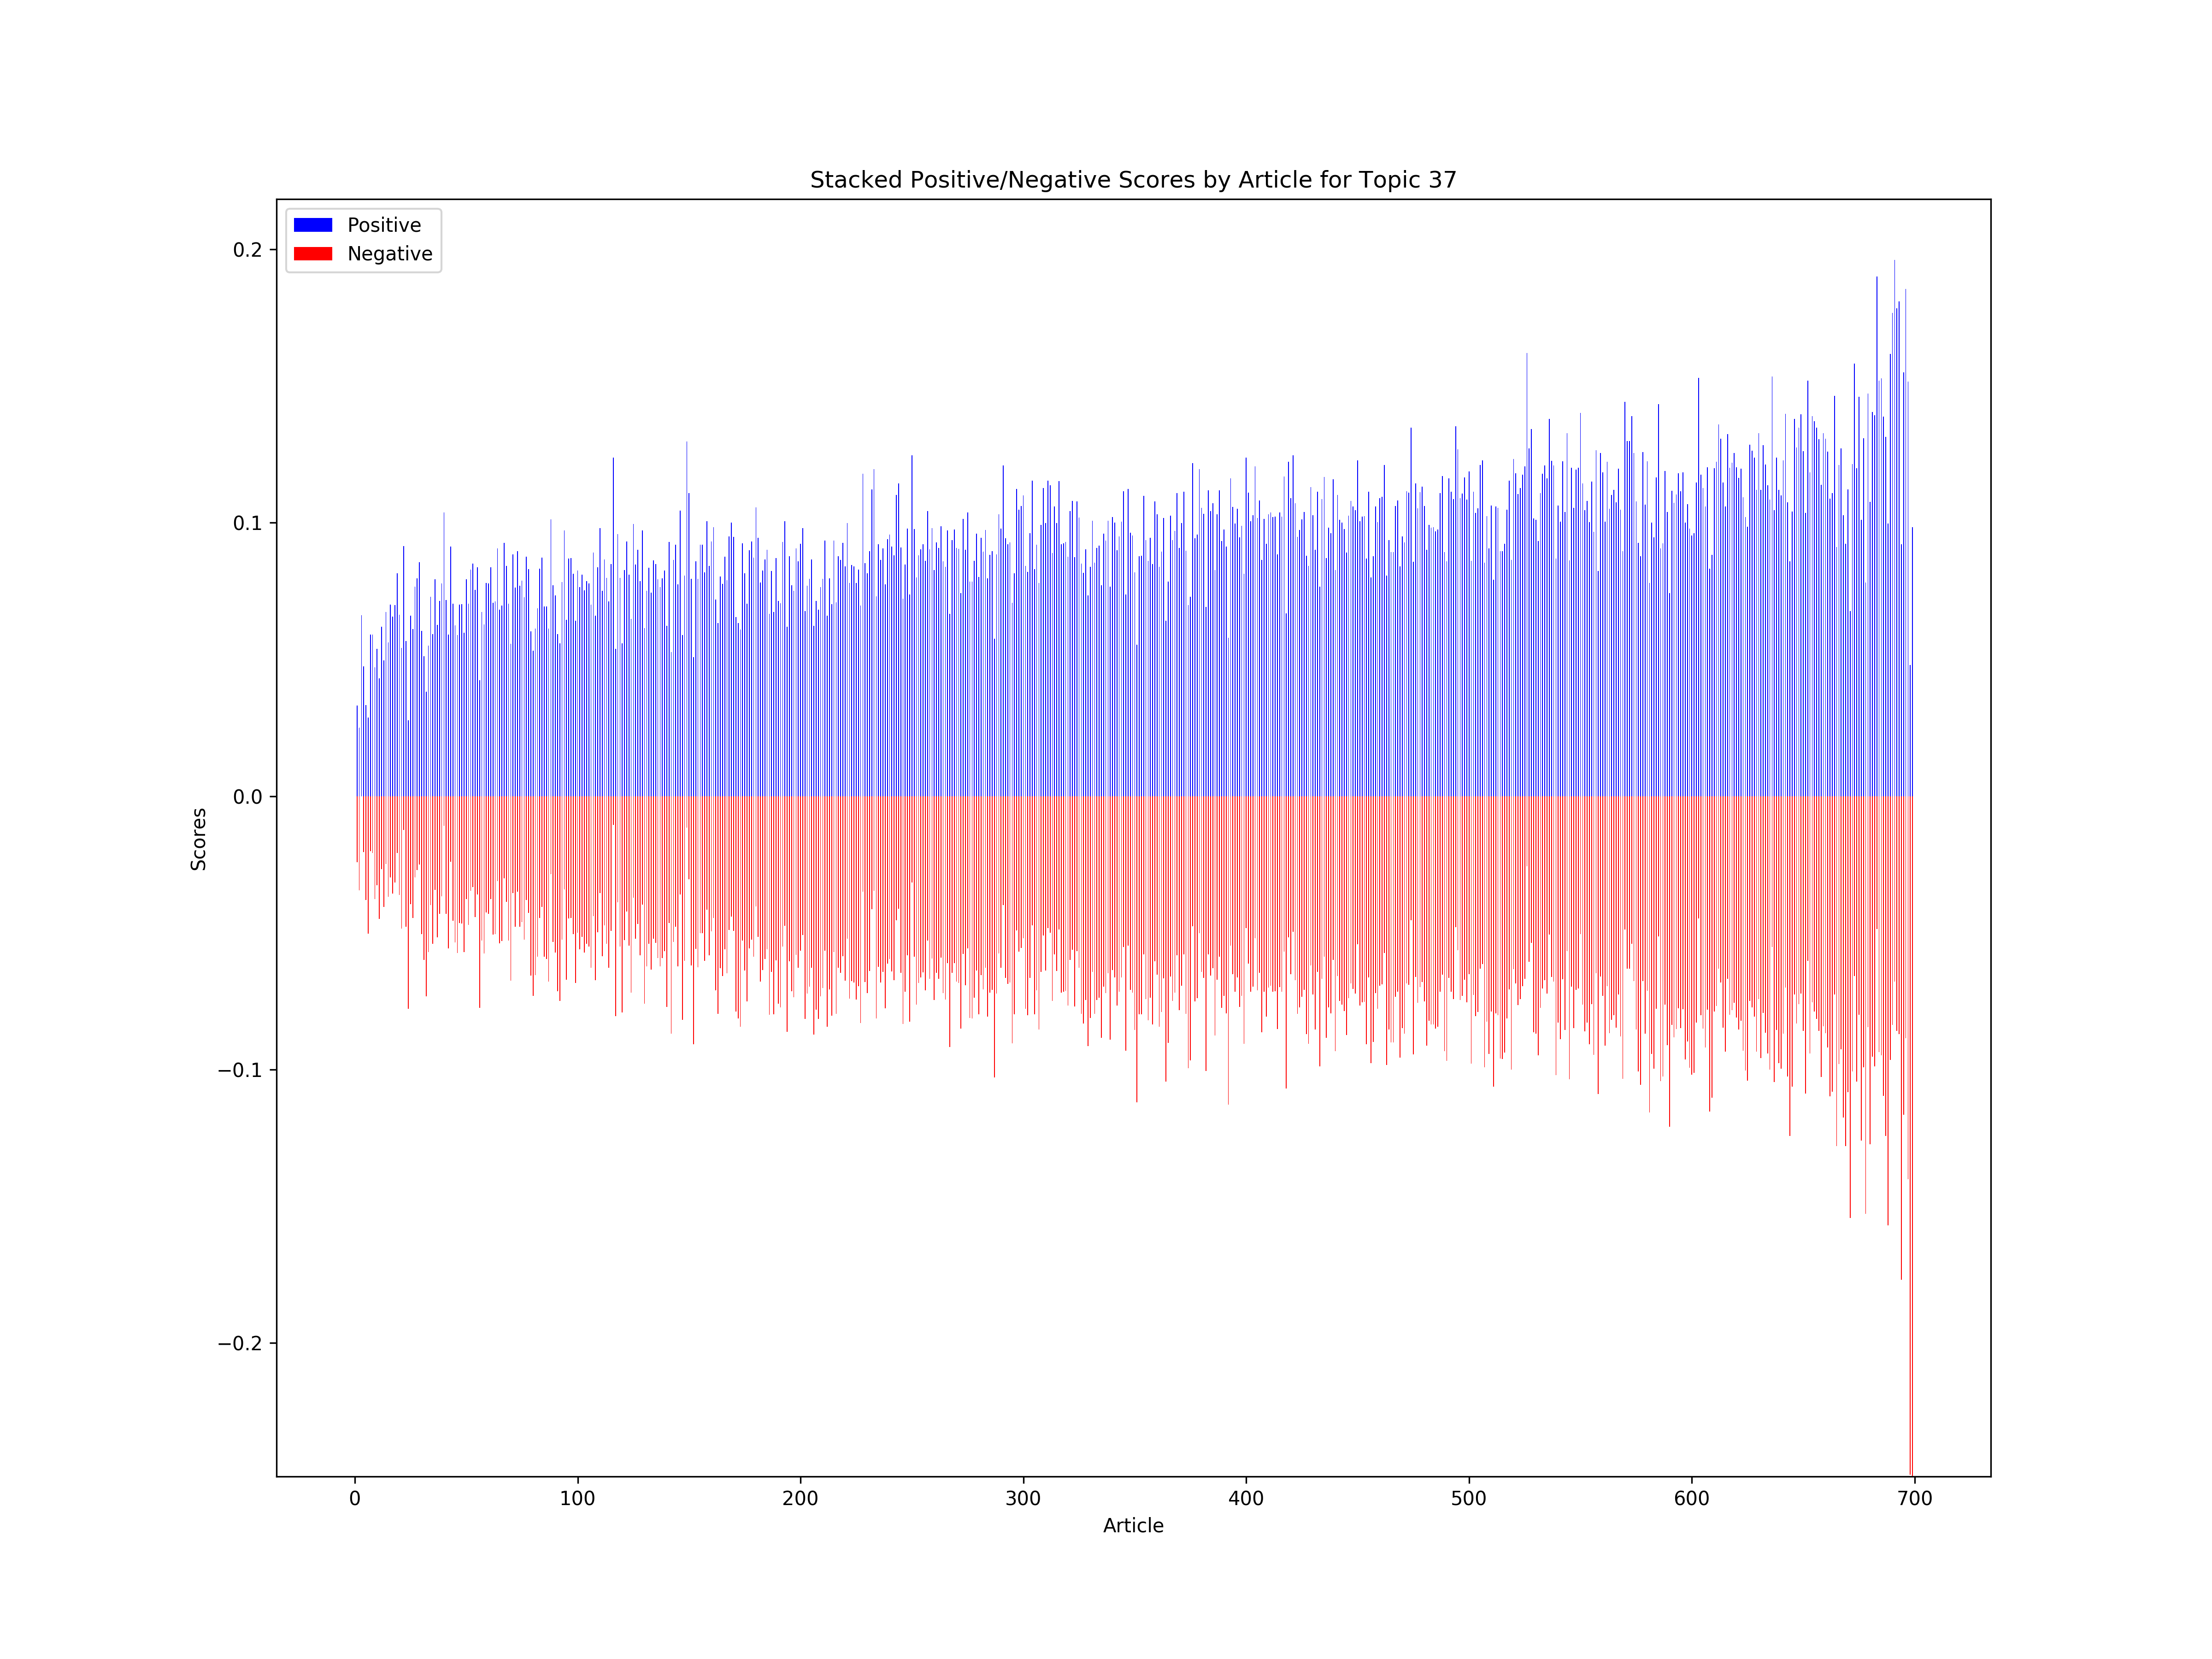 Stacked Positive/Negative Scores by Article for Topic 37
Positive
Negative
0.2
0.1
0.0
−0.1
−0.2
Scores
0 100 200 300 400 500 600 700
Article